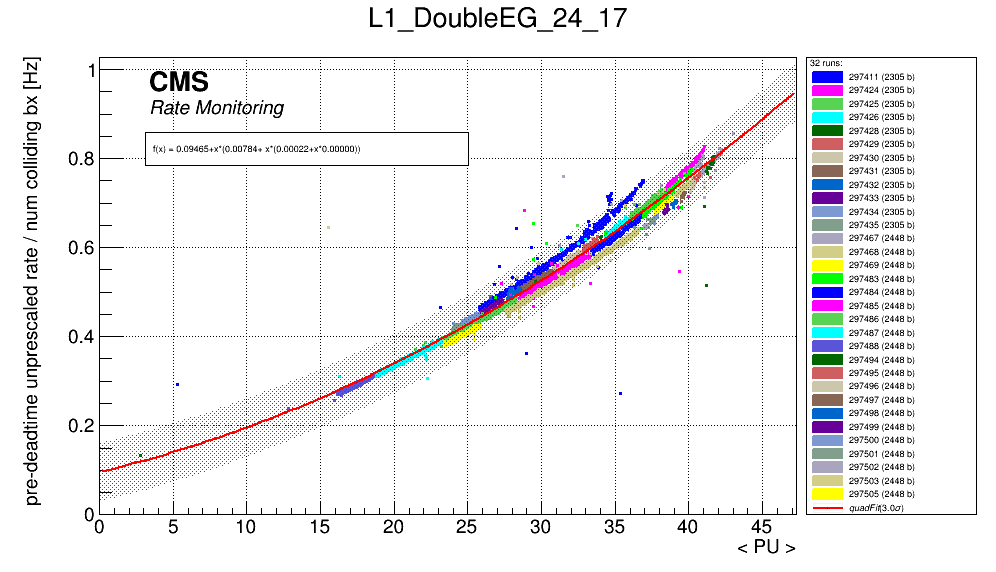 L1_DoubleEG_24_17
pre-deadtime unprescaled rate / num colliding bx [Hz]
CMS
Rate Monitoring
f(x) = 0.09465+x*(0.00784+ x*(0.00022+x*0.00000))
1
0.8
0.6
0.4
0.2
0
0 5 10 15 20 25 30 35 40 45
< PU >
32 runs:
297411 (2305 b)
297424 (2305 b)
297425 (2305 b)
297426 (2305 b)
297428 (2305 b)
297429 (2305 b)
297430 (2305 b)
297431 (2305 b)
297432 (2305 b)
297433 (2305 b)
297434 (2305 b)
297435 (2305 b)
297467 (2448 b)
297468 (2448 b)
297469 (2448 b)
297483 (2448 b)
297484 (2448 b)
297485 (2448 b)
297486 (2448 b)
297487 (2448 b)
297488 (2448 b)
297494 (2448 b)
297495 (2448 b)
297496 (2448 b)
297497 (2448 b)
297498 (2448 b)
297499 (2448 b)
297500 (2448 b)
297501 (2448 b)
297502 (2448 b)
297503 (2448 b)
297505 (2448 b)
quadFit(3.0σ)